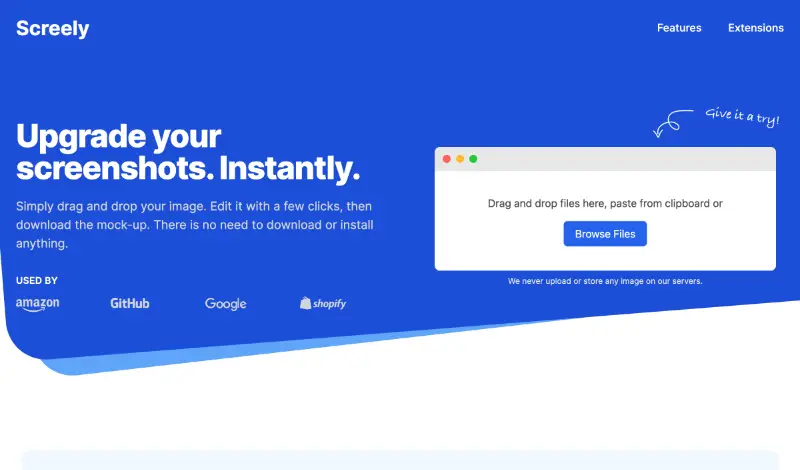 Screely
Features
Extensions
Give it a try!
Upgrade your
screenshots. Instantly.
Simply drag and drop your image. Edit it with a few clicks, then
download the mock-up. There is no need to download or install
anything.
USED BY
amazon
GitHub
Google
shopify
Drag and drop files here, paste from clipboard or
Browse Files
We never upload or store any image on our servers.